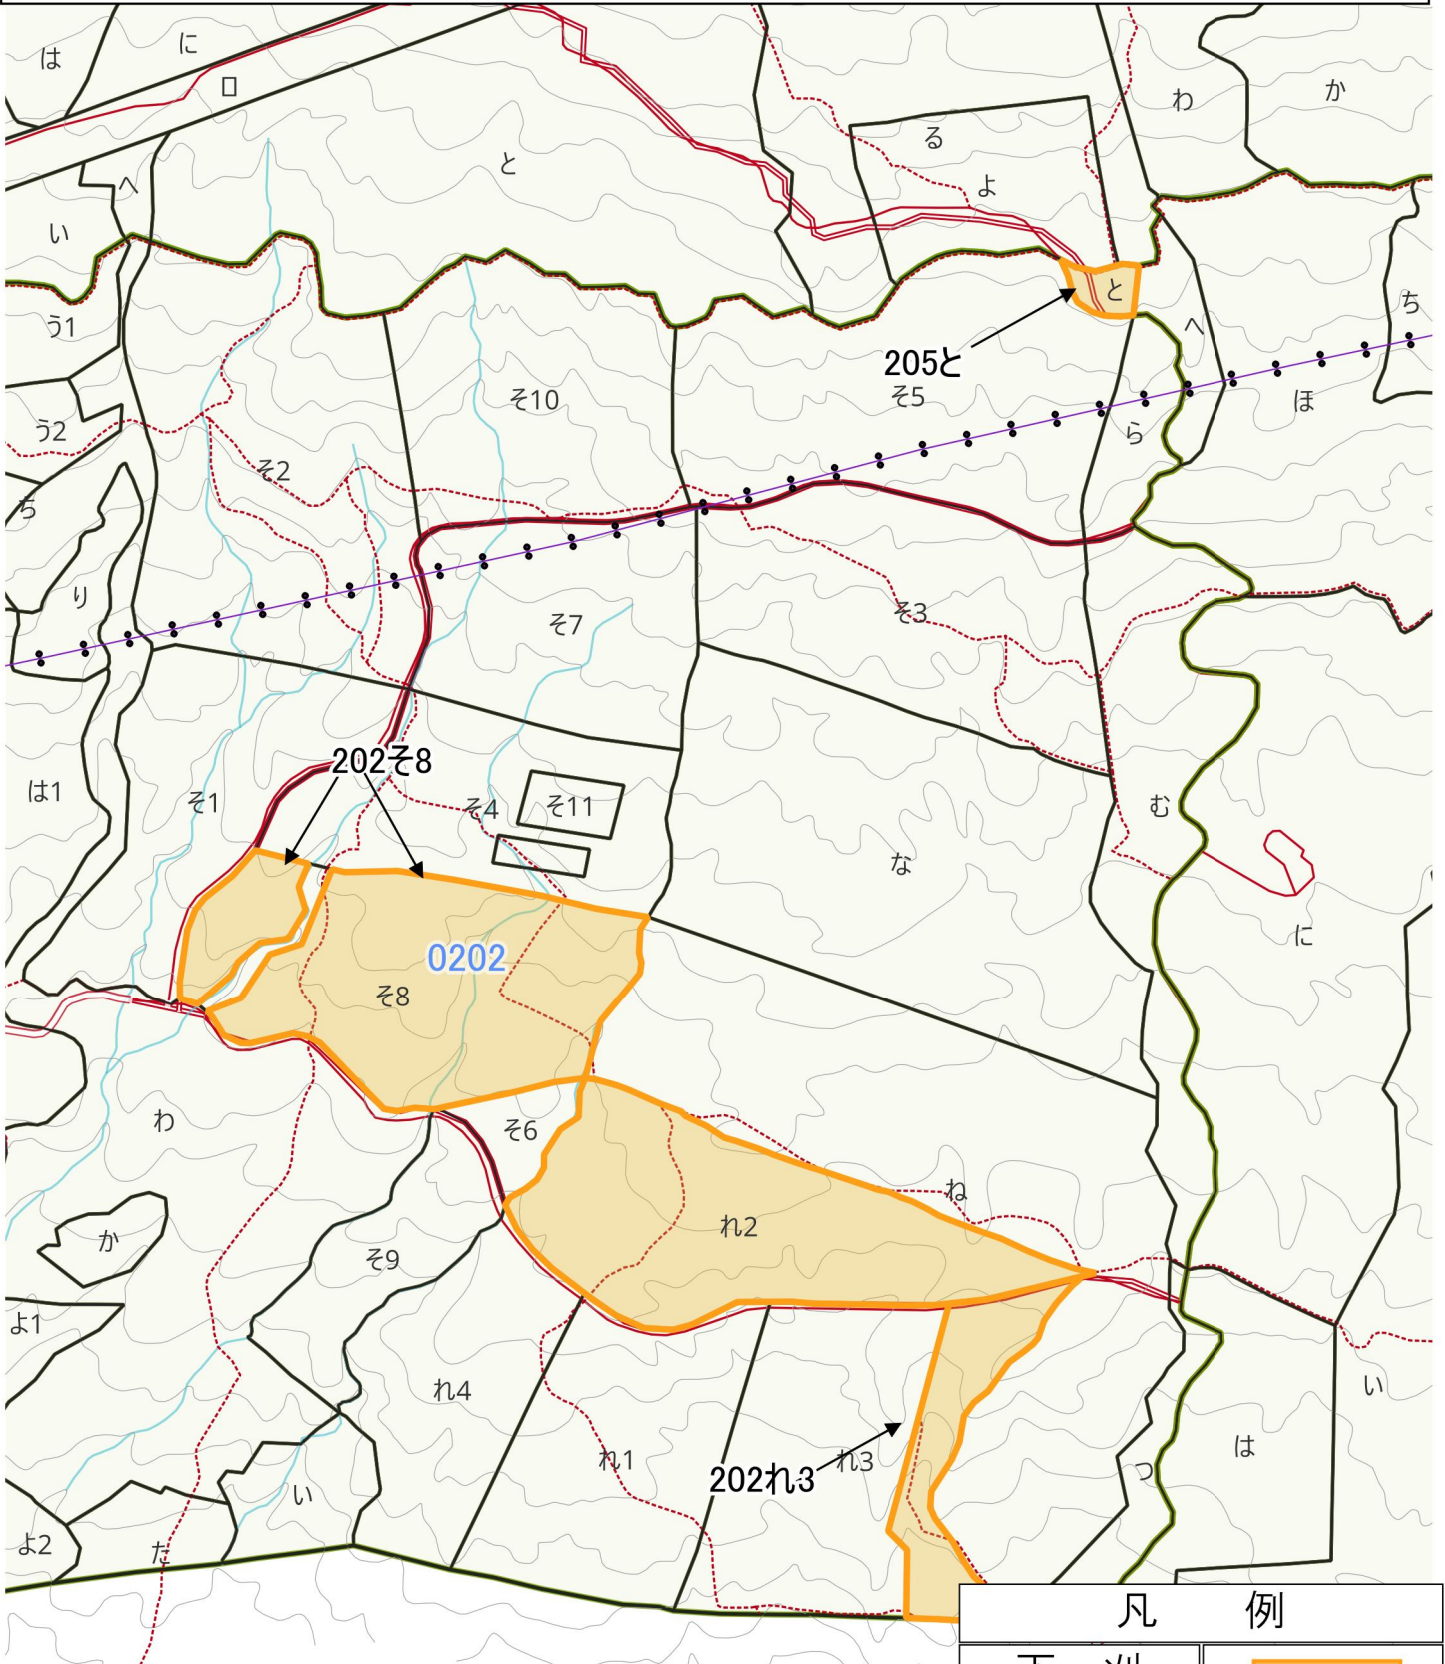 は
に
ロ
わ
か
る
と
よ
へ
い
と
う1
へ
ち
205と
そ10
そ5
ほ
う2
ら
そ2
ち
り
そ7
そ3
202そ8
は1
そ1
そ4
そ11
む
な
に
0202
そ8
わ
そ6
ね
か
れ2
そ9
よ1
れ4
い
は
れ1
れ3
202れ3
つ
い
よ2
た
凡 例